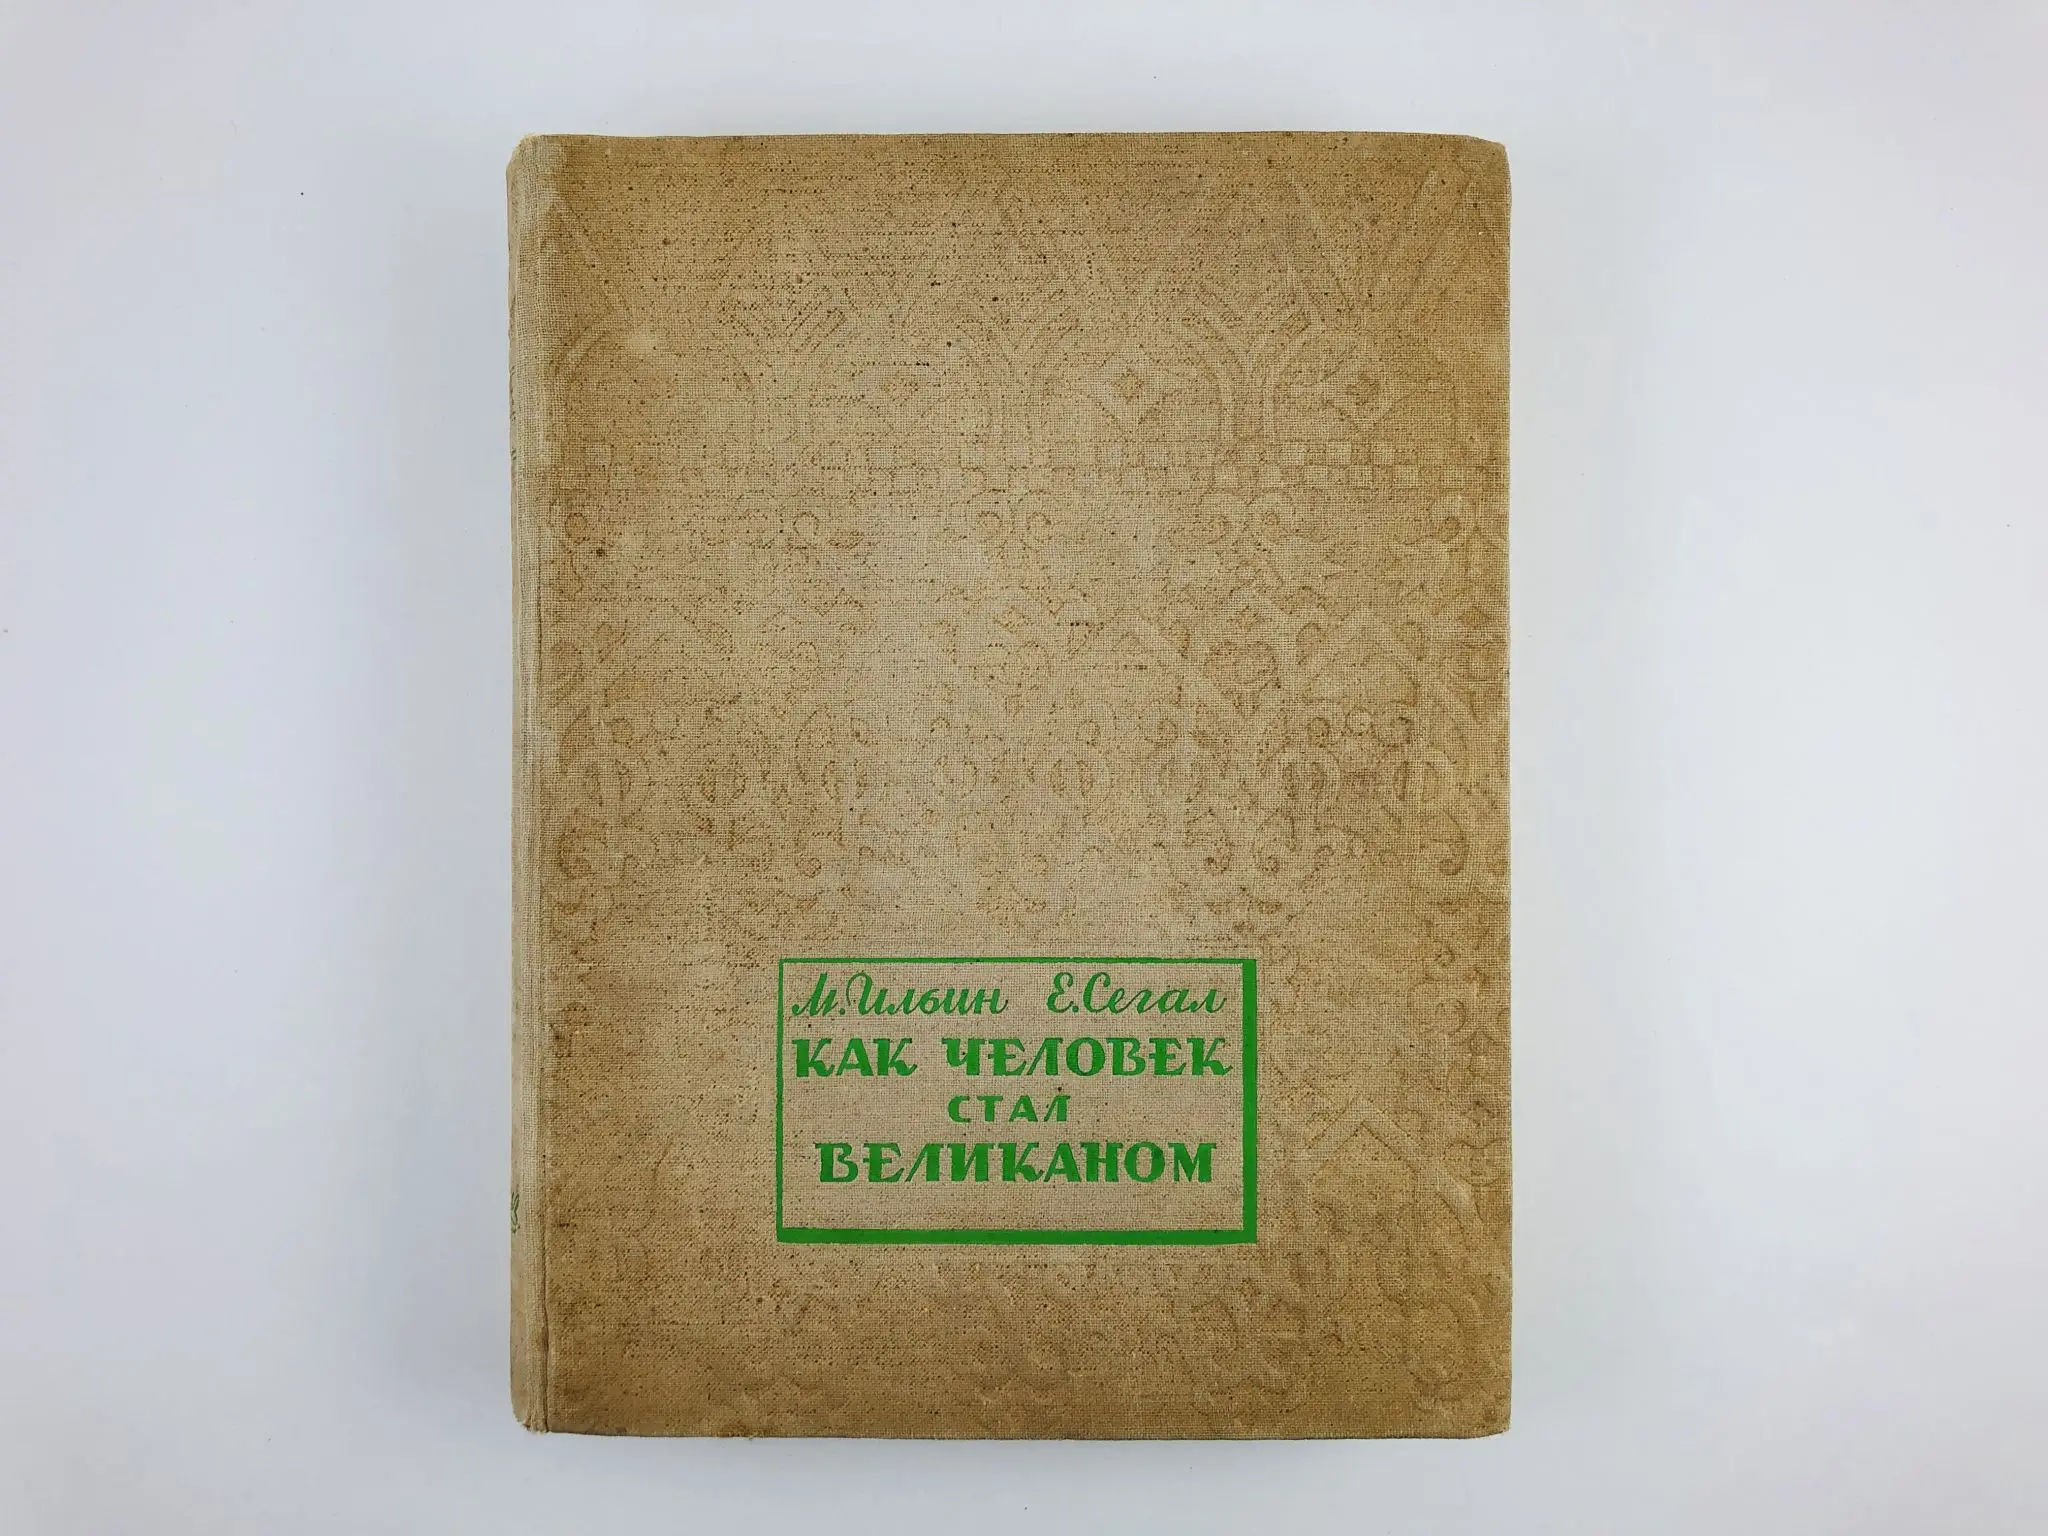 М. Ильин Е. Сегал
КАК ЧЕЛОВЕК
СТАЛ
ВЕЛИКАНОМ